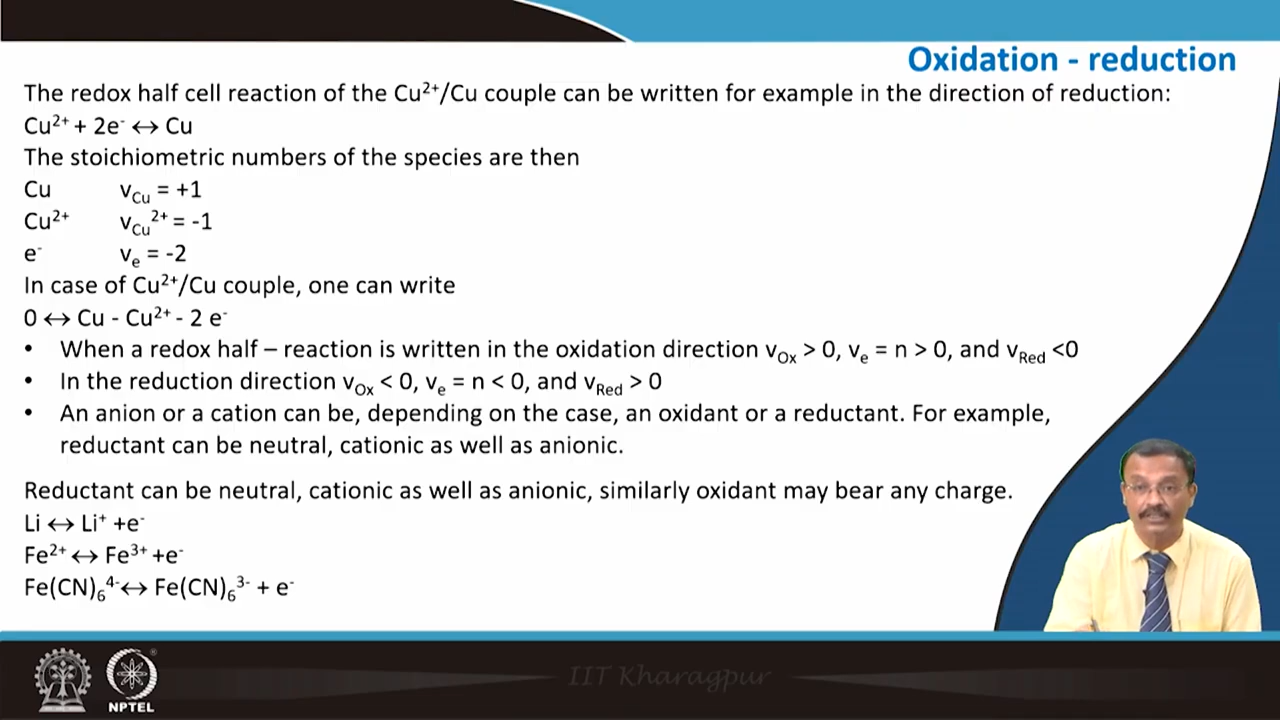 Oxidation - reduction
The redox half cell reaction of the Cu²⁺/Cu couple can be written for example in the direction of reduction:
Cu²⁺ + 2e⁻ ↔ Cu
The stoichiometric numbers of the species are then
Cu v_Cu = +1
Cu²⁺ v_Cu²⁺ = -1
e⁻ vₑ = -2
In case of Cu²⁺/Cu couple, one can write
0 ↔ Cu - Cu²⁺ - 2 e⁻
• When a redox half – reaction is written in the oxidation direction v_Ox > 0, vₑ = n > 0, and v_Red <0
• In the reduction direction v_Ox < 0, vₑ = n < 0, and v_Red > 0
• An anion or a cation can be, depending on the case, an oxidant or a reductant. For example,
reductant can be neutral, cationic as well as anionic.
Reductant can be neutral, cationic as well as anionic, similarly oxidant may bear any charge.
Li ↔ Li⁺ +e⁻
Fe²⁺ ↔ Fe³⁺ +e⁻
Fe(CN)₆⁴⁻ ↔ Fe(CN)₆³⁻ + e⁻
IIT Kharagpur
NPTEL